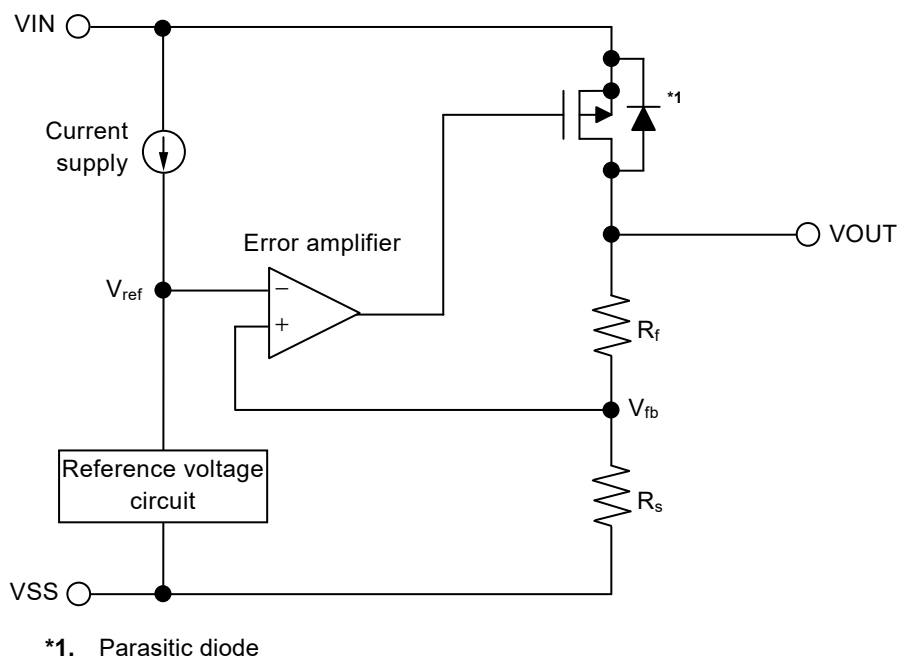 VIN
*1
Current
supply
Error amplifier
VOUT
Vref
−
+
Rf
Vfb
Reference voltage
circuit
Rs
VSS
*1. Parasitic diode